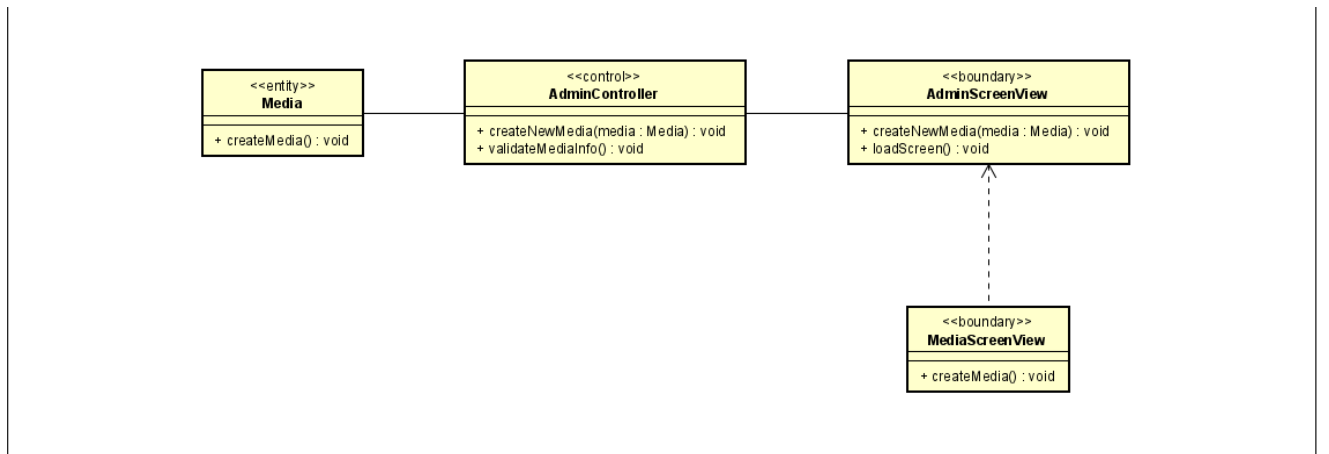 <<entity>>
Media
+ createMedia() : void
<<control>>
AdminController
+ createNewMedia(media : Media) : void
+ validateMediaInfo() : void
<<boundary>>
AdminScreenView
+ createNewMedia(media : Media) : void
+ loadScreen() : void
<<boundary>>
MediaScreenView
+ createMedia() : void